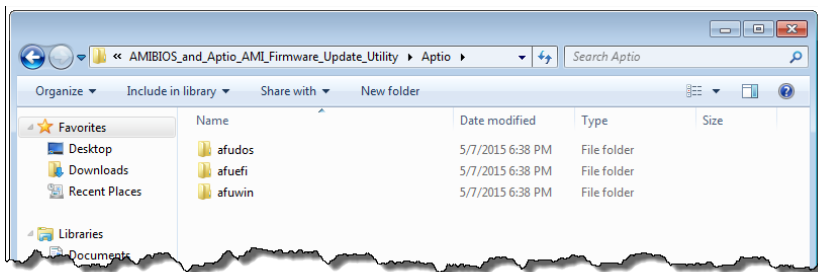 « AMIBIOS_and_Aptio_AMI_Firmware_Update_Utility ▸ Aptio ▸ Search Aptio
Organize ▾ Include in library ▾ Share with ▾ New folder
Favorites Name Date modified Type Size
Desktop afudos 5/7/2015 6:38 PM File folder
Downloads afuefi 5/7/2015 6:38 PM File folder
Recent Places afuwin 5/7/2015 6:38 PM File folder
Libraries
Documents